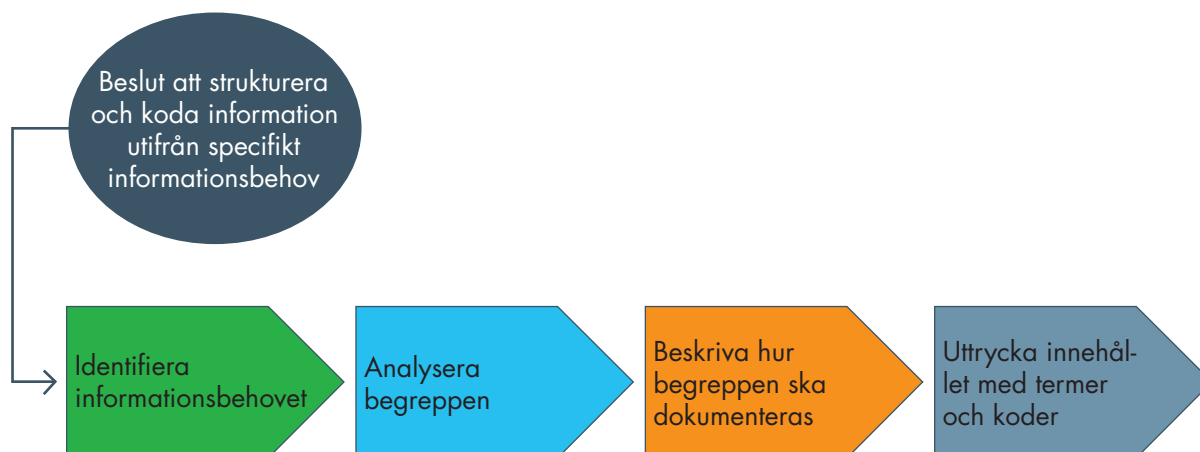 Beslut att strukturera
och koda information
utifrån specifikt
informationsbehov
Identifiera
informationsbehovet
Analysera
begreppen
Beskriva hur
begreppen ska
dokumenteras
Uttrycka innehål-
let med termer
och koder